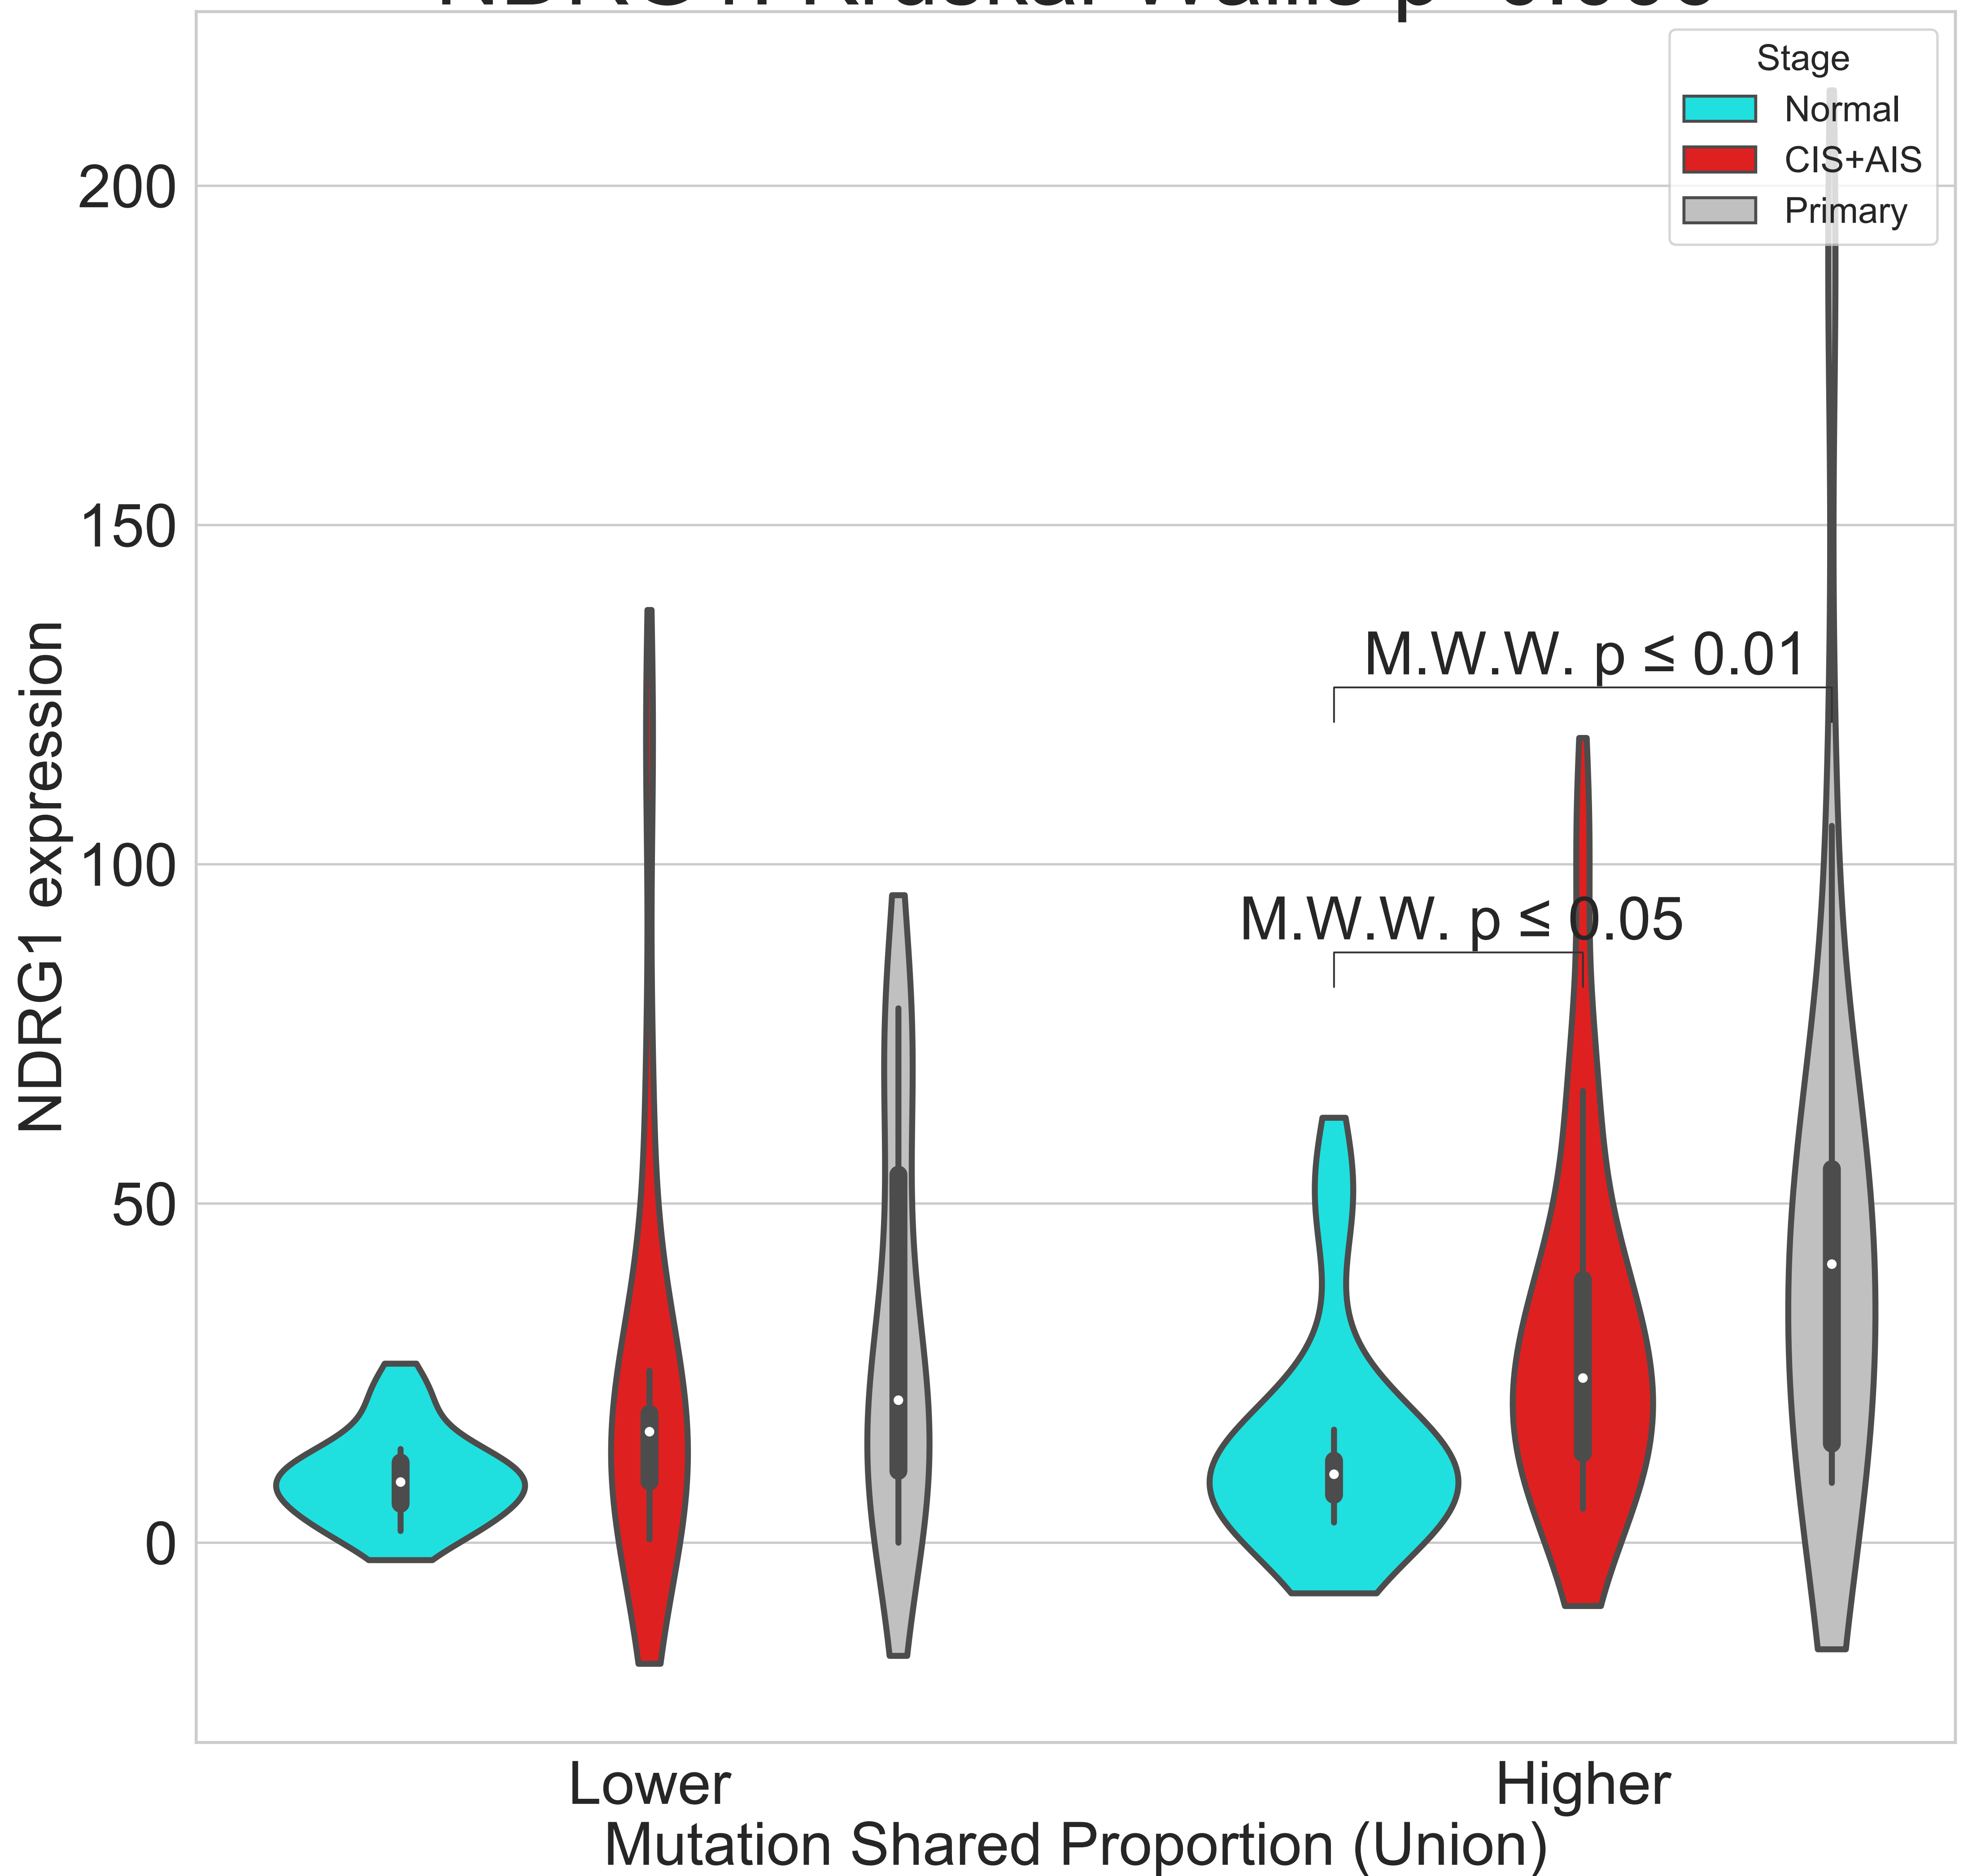 Stage
Normal
CIS+AIS
Primary
200
150
100
50
0
NDRG1 expression
M.W.W. p ≤ 0.01
M.W.W. p ≤ 0.05
Lower
Higher
Mutation Shared Proportion (Union)